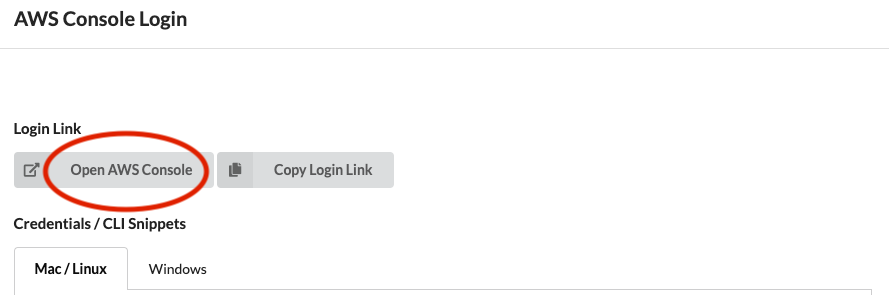 AWS Console Login
Login Link
Open AWS Console
Copy Login Link
Credentials / CLI Snippets
Mac / Linux
Windows